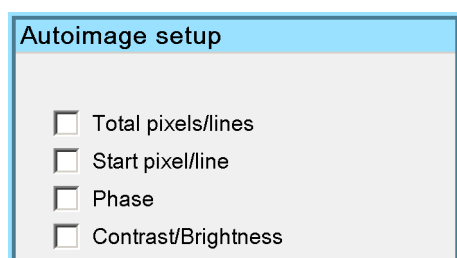 Autoimage setup
Total pixels/lines
Start pixel/line
Phase
Contrast/Brightness